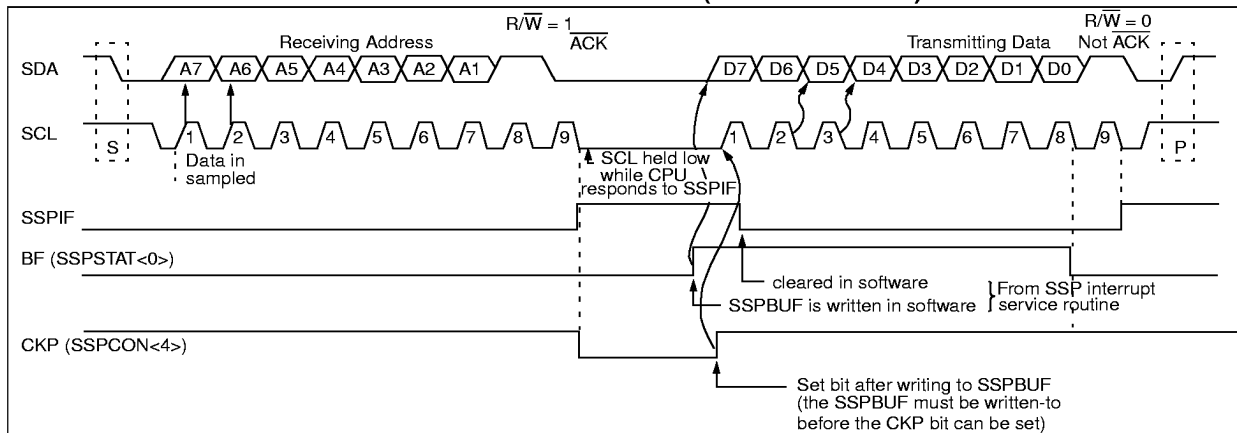 R/W = 1
ACK
R/W = 0
Receiving Address
Transmitting Data
Not ACK
SDA
A7 A6 A5 A4 A3 A2 A1
D7 D6 D5 D4 D3 D2 D1 D0
SCL
S
1 2 3 4 5 6 7 8 9
1 2 3 4 5 6 7 8 9
P
Data in
sampled
SCL held low
while CPU
responds to SSPIF
SSPIF
BF (SSPSTAT<0>)
cleared in software
SSPBUF is written in software
From SSP interrupt
service routine
CKP (SSPCON<4>)
Set bit after writing to SSPBUF
(the SSPBUF must be written-to
before the CKP bit can be set)